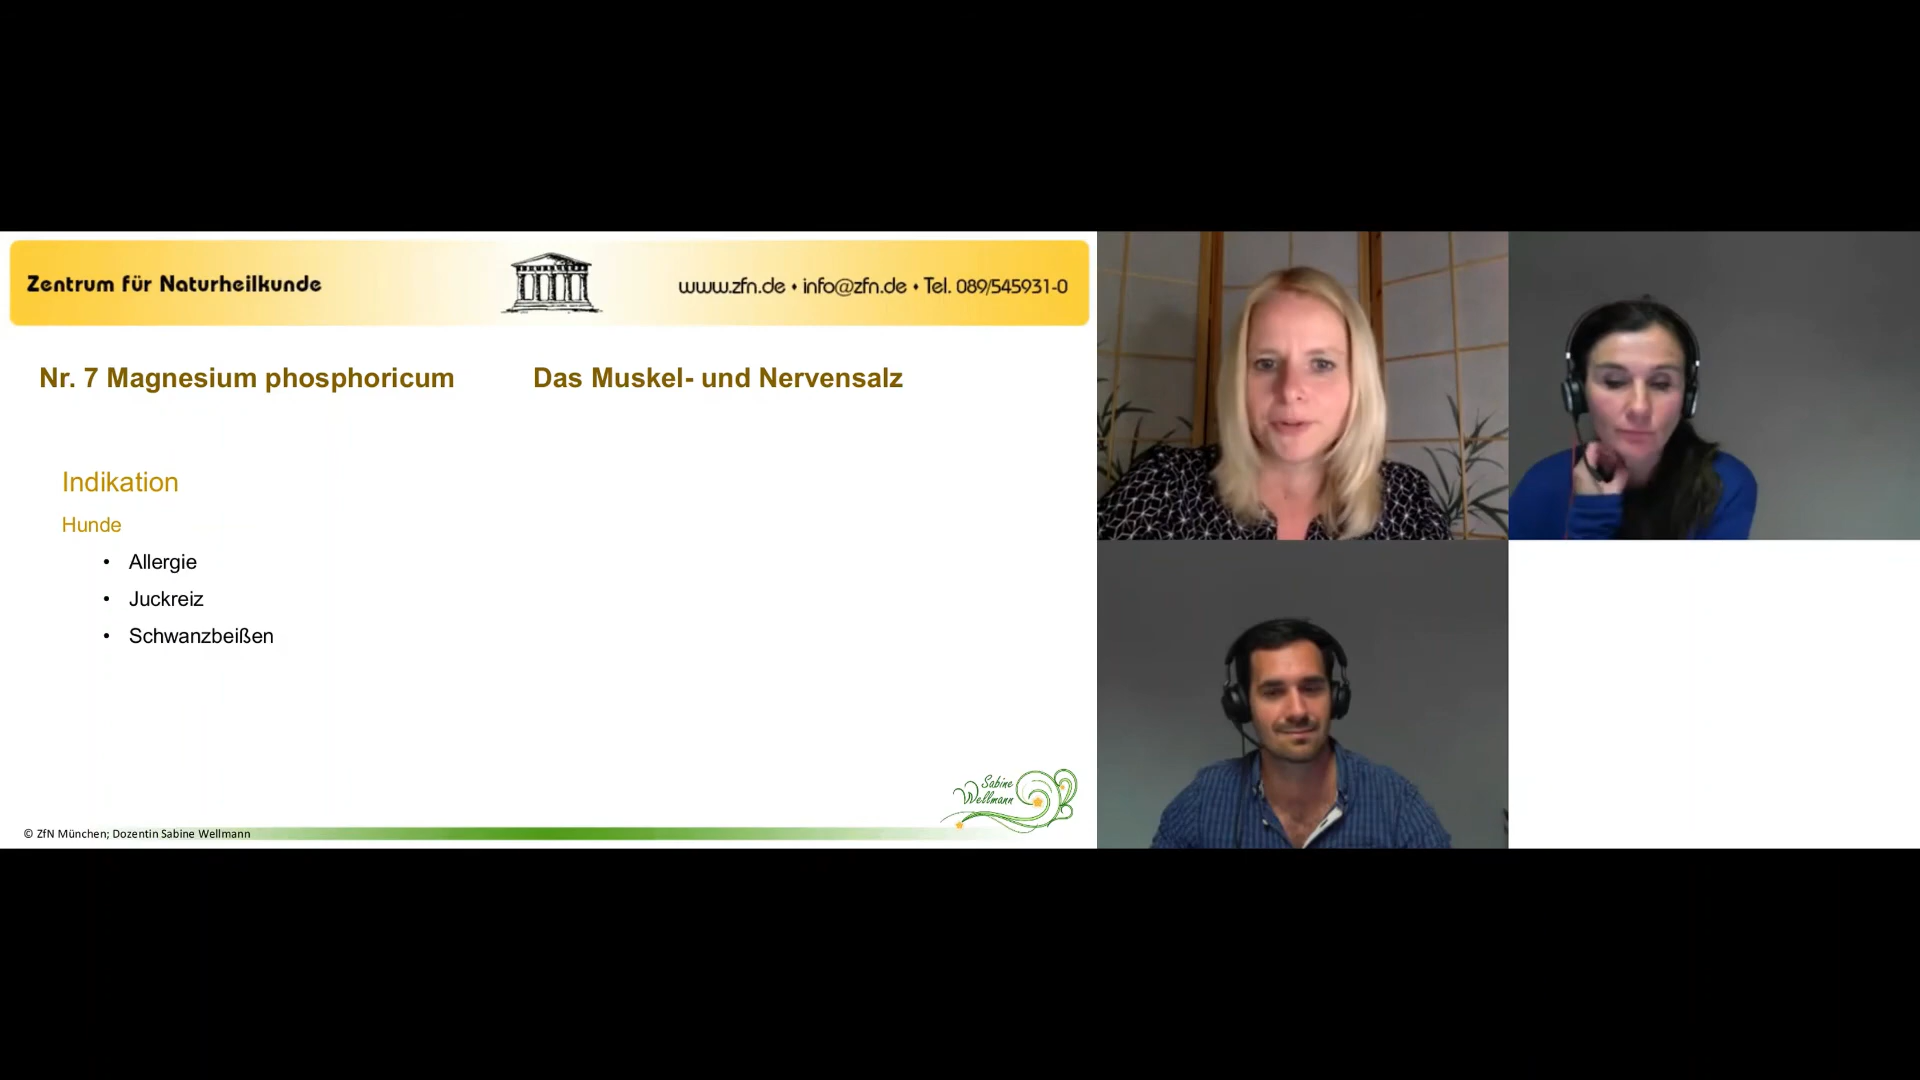 Zentrum für Naturheilkunde
www.zfn.de • info@zfn.de • Tel. 089/545931-0
Nr. 7 Magnesium phosphoricum
Das Muskel- und Nervensalz
Indikation
Hunde
• Allergie
• Juckreiz
• Schwanzbeißen
Sabine
Wellmann
© ZfN München; Dozentin Sabine Wellmann